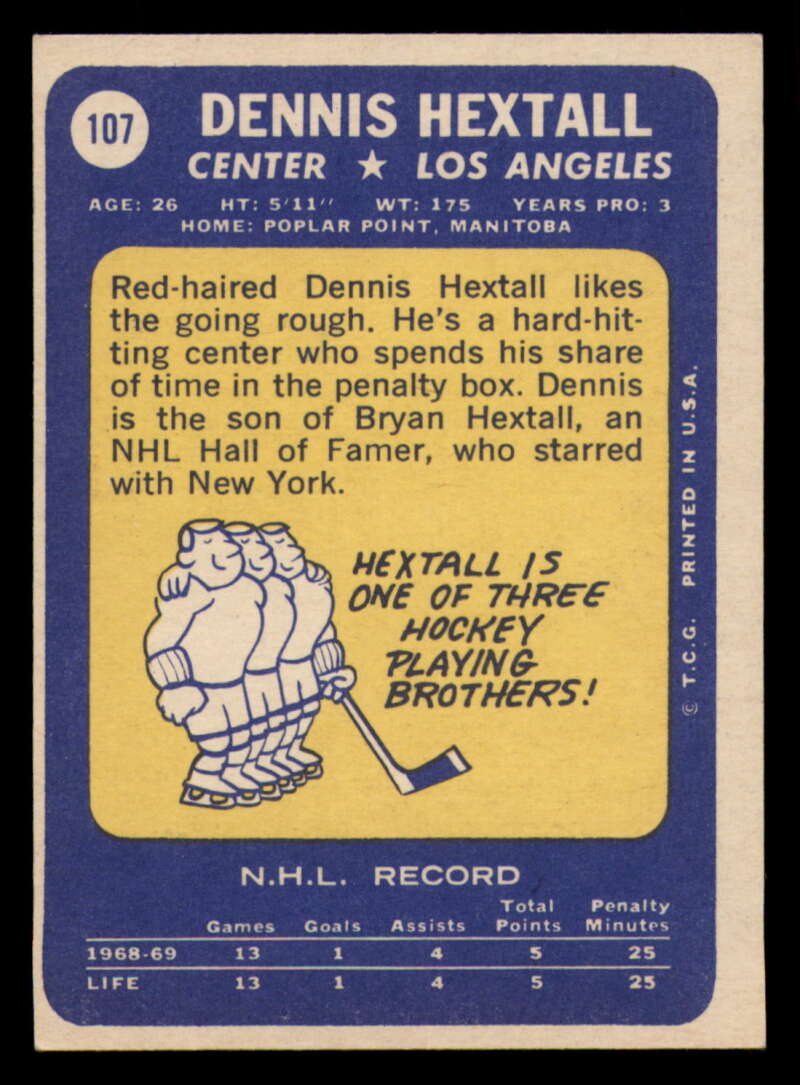 107
DENNIS HEXTALL
CENTER ★ LOS ANGELES
AGE: 26 HT: 5'11" WT: 175 YEARS PRO: 3
HOME: POPLAR POINT, MANITOBA
Red-haired Dennis Hextall likes
the going rough. He's a hard-hit-
ting center who spends his share
of time in the penalty box. Dennis
is the son of Bryan Hextall, an
NHL Hall of Famer, who starred
with New York.
HEXTALL IS
ONE OF THREE
HOCKEY
PLAYING
BROTHERS!
© T.C.G. PRINTED IN U.S.A.
N.H.L. RECORD
Total Penalty
Games Goals Assists Points Minutes
1968-69 13 1 4 5 25
LIFE 13 1 4 5 25